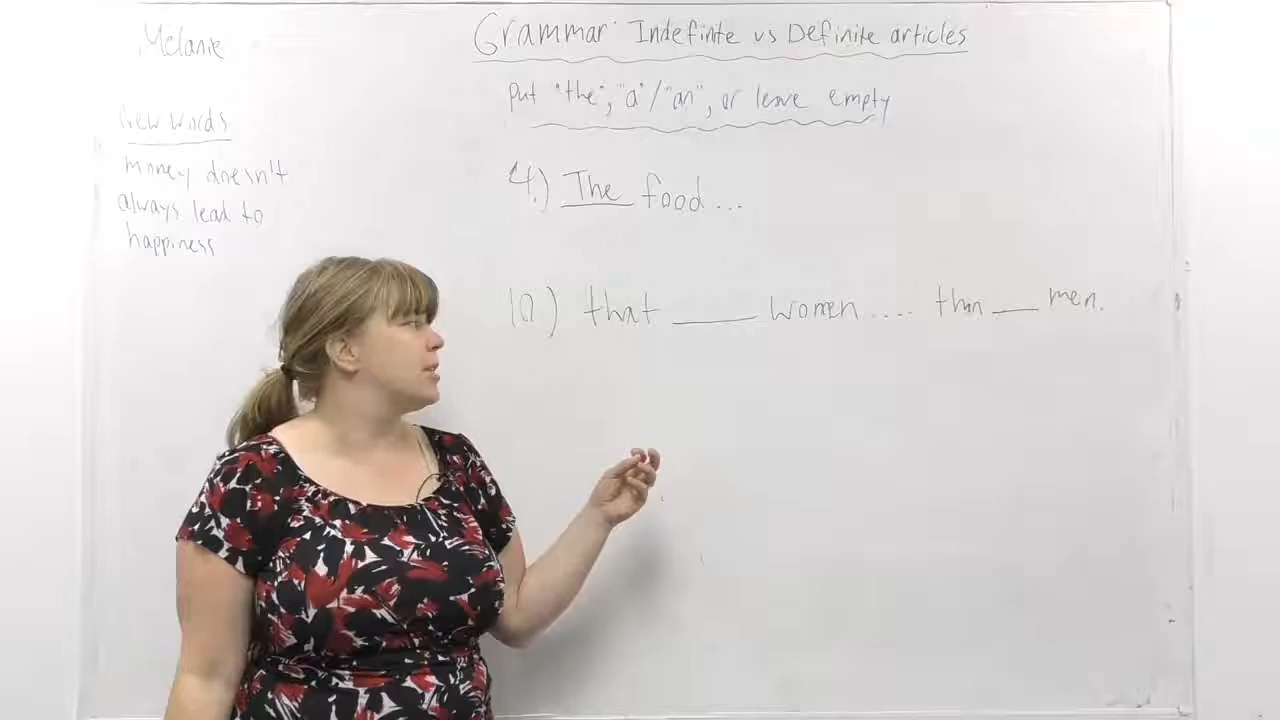 Melanie
Grammar: Indefinite vs Definite articles
put "the", "a"/"an", or leave empty
New words
money doesn't
always lead to
happiness
4.) The food...
10) that ____ women.... than ___ men.